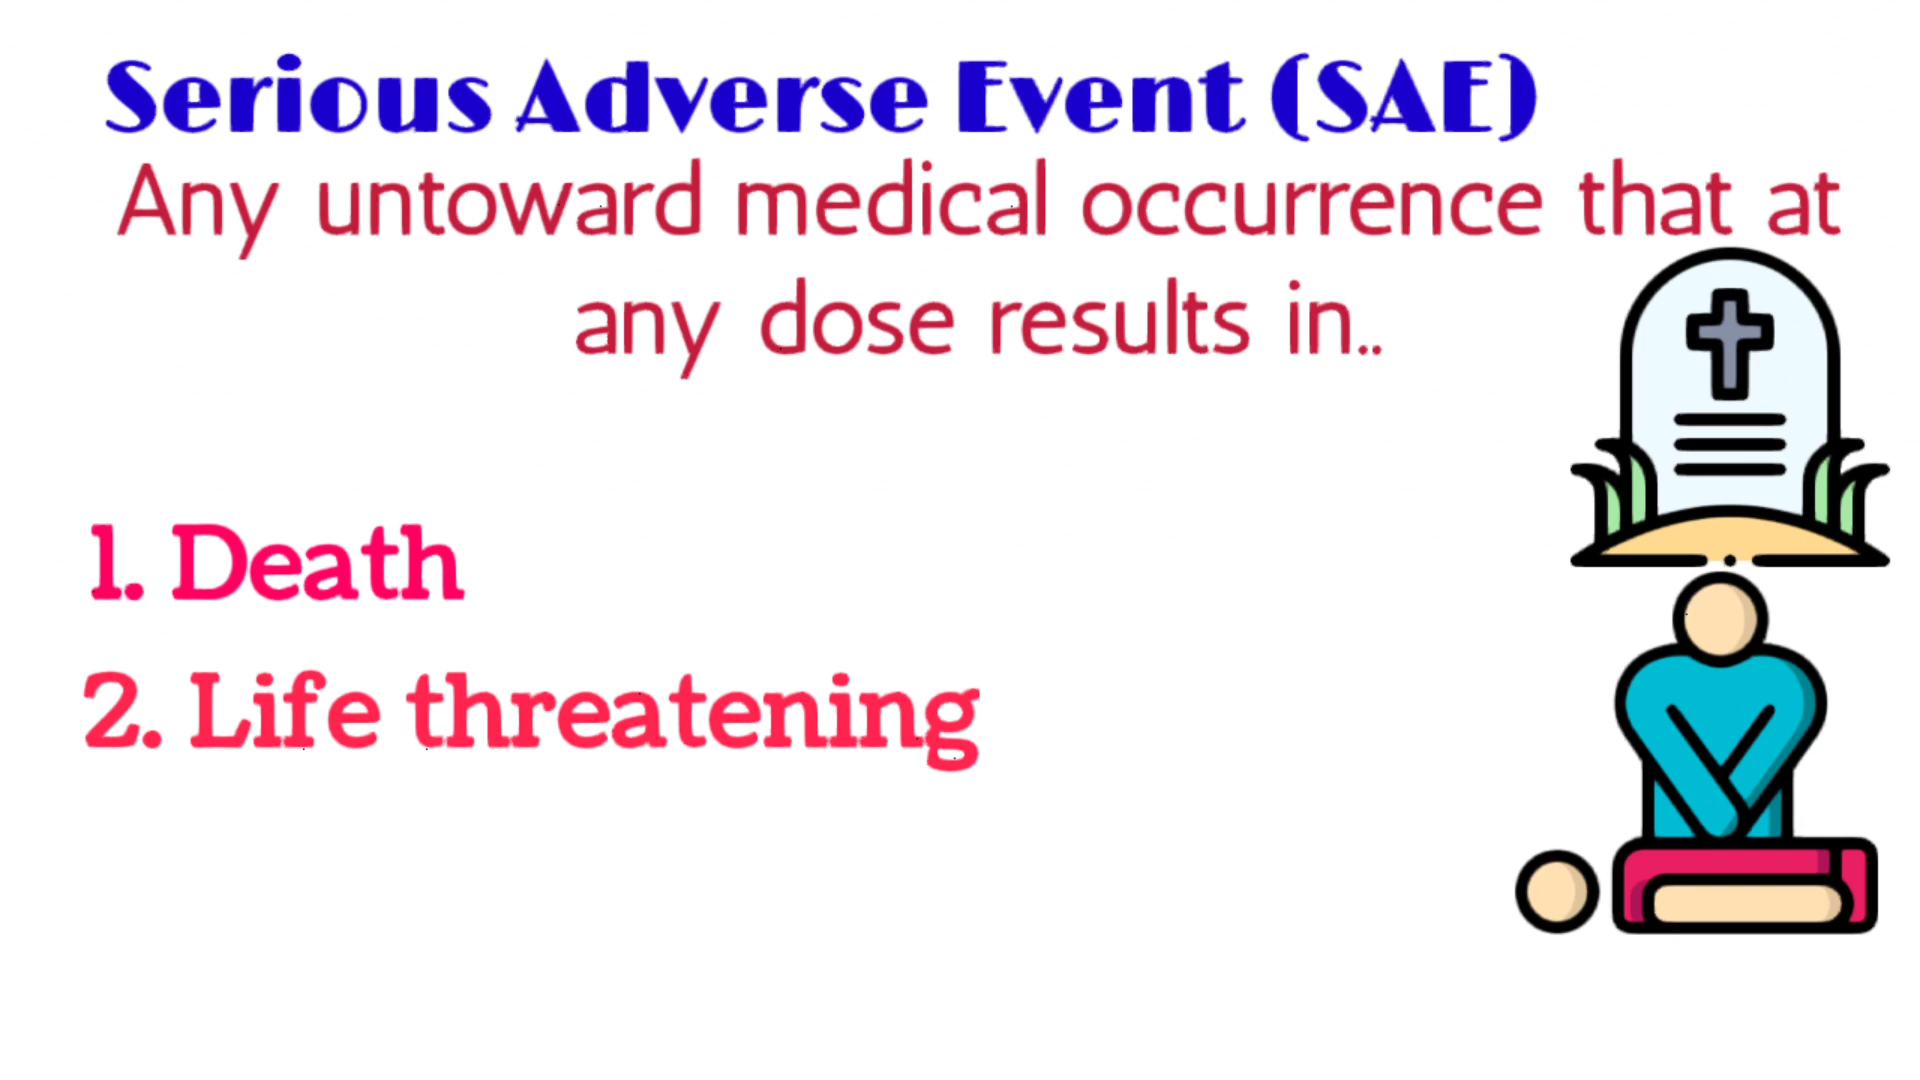 Serious Adverse Event (SAE)
Any untoward medical occurrence that at
any dose results in..
1. Death
2. Life threatening